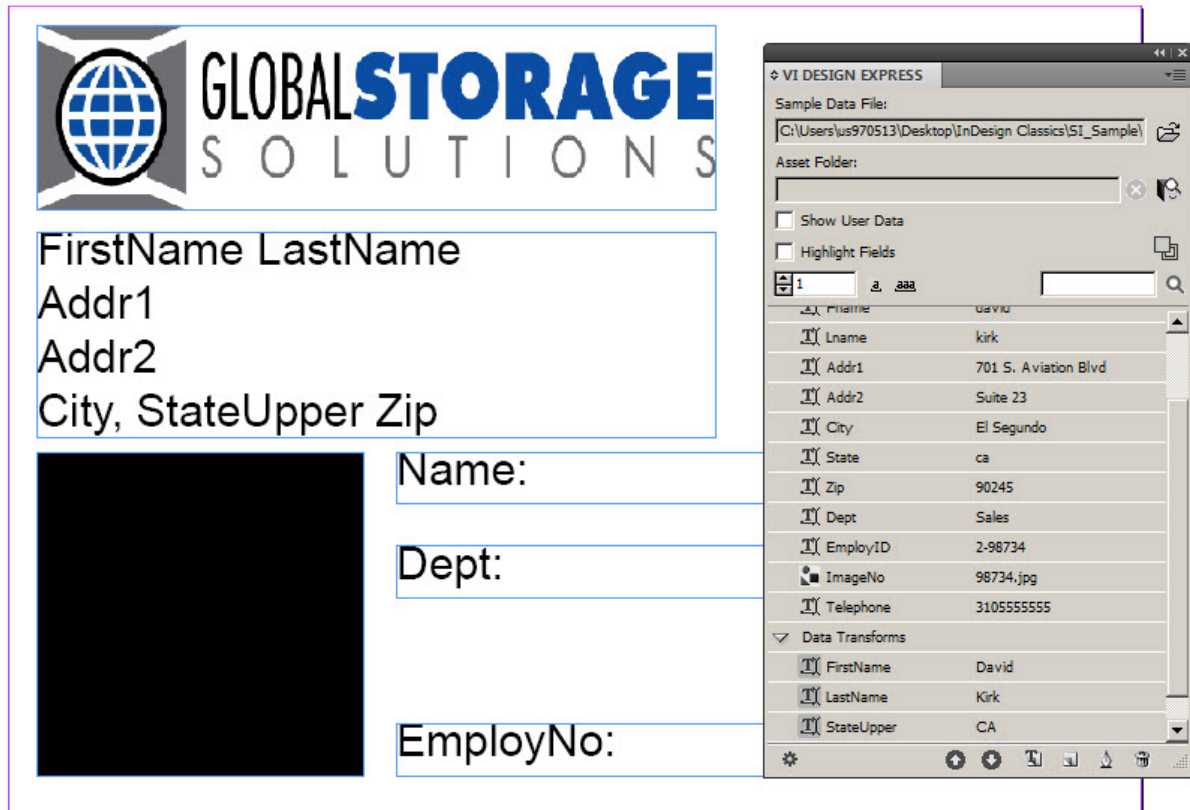 GLOBALSTORAGE
SOLUTIONS
FirstName LastName
Addr1
Addr2
City, StateUpper Zip
Name:
Dept:
EmployNo:
VI DESIGN EXPRESS
Sample Data File:
C:\Users\us970513\Desktop\InDesign Classics\SI_Sample\
Asset Folder:
Show User Data
Highlight Fields
1 a aaa
Fname david
Lname kirk
Addr1 701 S. Aviation Blvd
Addr2 Suite 23
City El Segundo
State ca
Zip 90245
Dept Sales
EmployID 2-98734
ImageNo 98734.jpg
Telephone 3105555555
Data Transforms
FirstName David
LastName Kirk
StateUpper CA